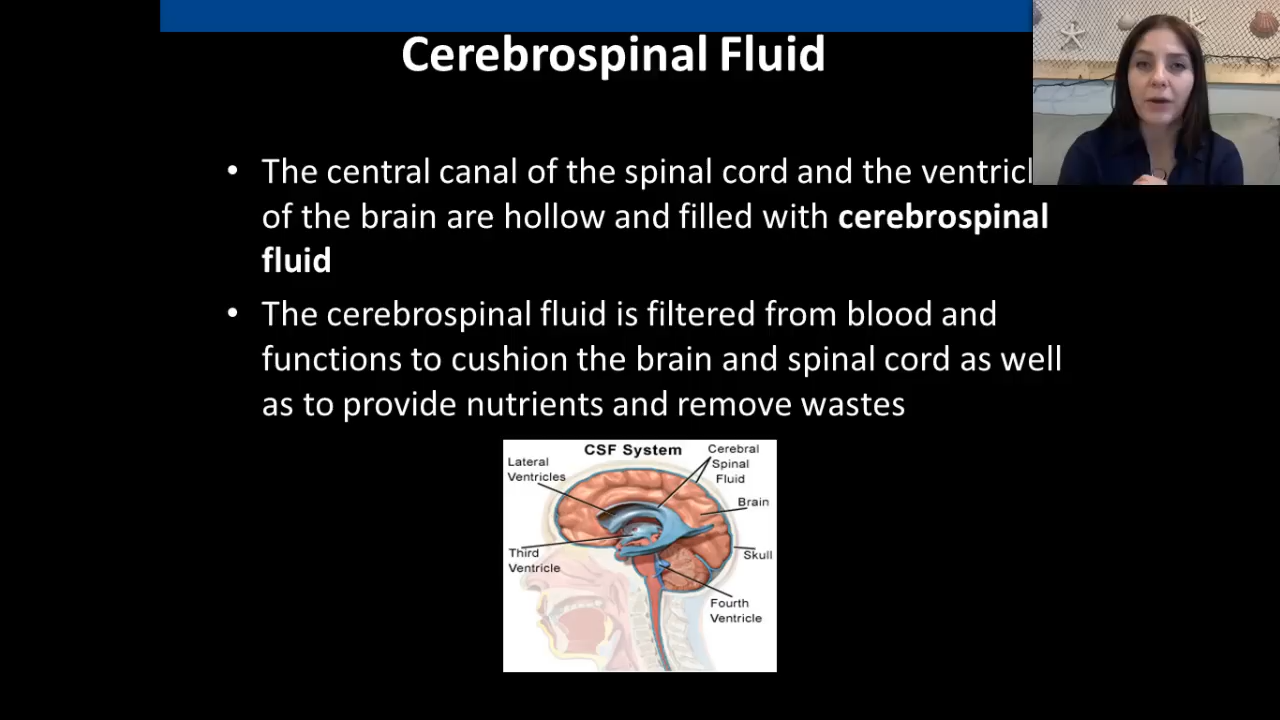 Cerebrospinal Fluid
• The central canal of the spinal cord and the
of the brain are hollow and filled with cerebrospinal
fluid
• The cerebrospinal fluid is filtered from blood and
functions to cushion the brain and spinal cord as well
as to provide nutrients and remove wastes
CSF System
Cerebral
Spinal
Fluid
Lateral
Ventricles
Brain
Third
Ventricle
Skull
Fourth
Ventricle